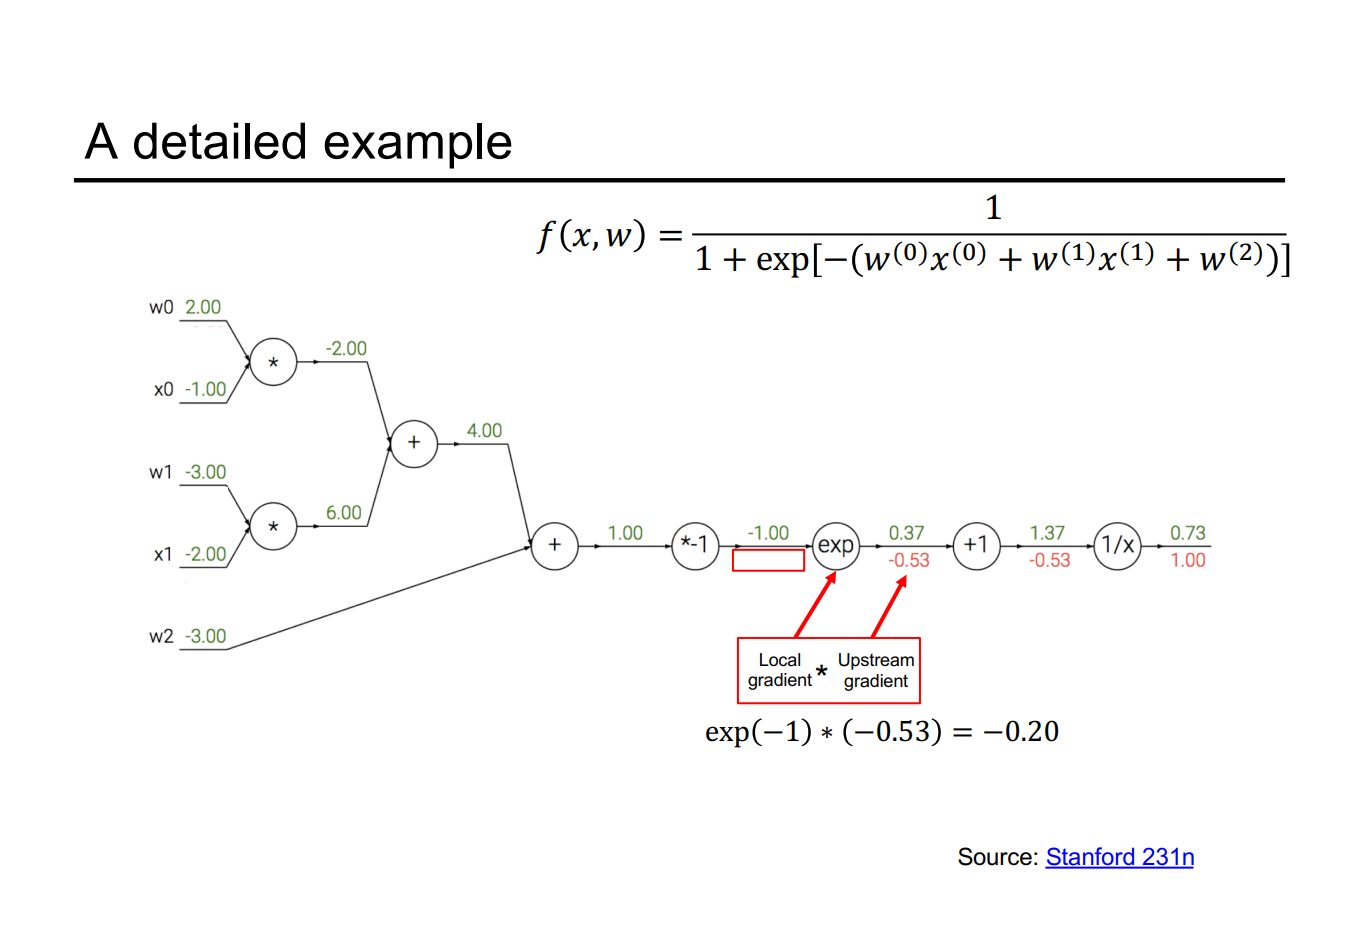 A detailed example
f(x, w) = 1 / 1 + exp[−(w(0)x(0) + w(1)x(1) + w(2))]
w0 2.00
*
-2.00
x0 -1.00
+
4.00
w1 -3.00
*
6.00
x1 -2.00
+
1.00
*-1
-1.00
exp
0.37
-0.53
+1
1.37
-0.53
1/x
0.73
1.00
w2 -3.00
Local gradient * Upstream gradient
exp(−1) ∗ (−0.53) = −0.20
Source: Stanford 231n